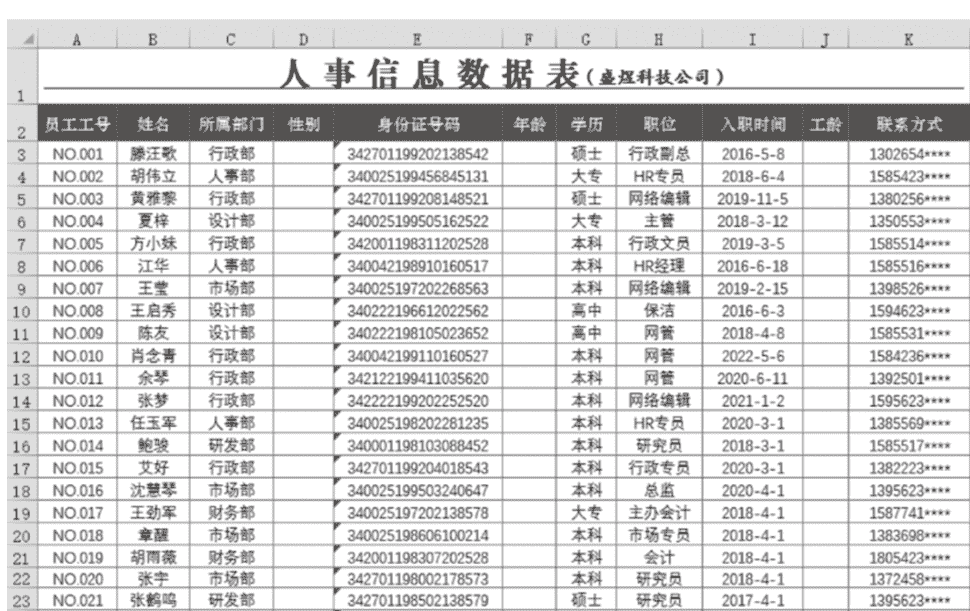 A B C D E F G H I J K
1 人事信息数据表(盛煜科技公司)
2 员工工号 姓名 所属部门 性别 身份证号码 年龄 学历 职位 入职时间 工龄 联系方式
3 NO.001 滕汪歌 行政部 342701199202138542 硕士 行政副总 2016-5-8 1302654****
4 NO.002 胡伟立 人事部 340025199456845131 大专 HR专员 2018-6-4 1585423****
5 NO.003 黄雅黎 行政部 342701199208148521 硕士 网络编辑 2019-11-5 1380256****
6 NO.004 夏梓 设计部 340025199505162522 大专 主管 2018-3-12 1350553****
7 NO.005 方小妹 行政部 342001198311202528 本科 行政文员 2019-3-5 1585514****
8 NO.006 江华 人事部 340042198910160517 本科 HR经理 2016-6-18 1585516****
9 NO.007 王莹 市场部 340025197202268563 本科 网络编辑 2019-2-15 1398526****
10 NO.008 王启秀 设计部 340222196612022562 高中 保洁 2016-6-3 1594623****
11 NO.009 陈友 设计部 340222198105023652 高中 网管 2018-4-8 1585531****
12 NO.010 肖念青 行政部 340042199110160527 本科 网管 2022-5-6 1584236****
13 NO.011 余琴 行政部 342122199411035620 本科 网管 2020-6-11 1392501****
14 NO.012 张梦 行政部 342222199202252520 本科 网络编辑 2021-1-2 1595623****
15 NO.013 任玉军 人事部 340025198202281235 本科 HR专员 2020-3-1 1385569****
16 NO.014 鲍骏 研发部 340001198103088452 本科 研究员 2018-3-1 1585517****
17 NO.015 艾好 行政部 342701199204018543 本科 行政专员 2020-3-1 1382223****
18 NO.016 沈慧琴 市场部 340025199503240647 本科 总监 2020-4-1 1395623****
19 NO.017 王劲军 财务部 340025197202138578 大专 主办会计 2018-4-1 1587741****
20 NO.018 章醒 市场部 340025198606100214 本科 市场专员 2018-4-1 1383698****
21 NO.019 胡雨薇 财务部 342001198307202528 本科 会计 2018-4-1 1805423****
22 NO.020 张宇 市场部 342701198002178573 本科 研究员 2018-4-1 1372458****
23 NO.021 张鹤鸣 研发部 342701198502138579 硕士 研究员 2017-4-1 1395623****